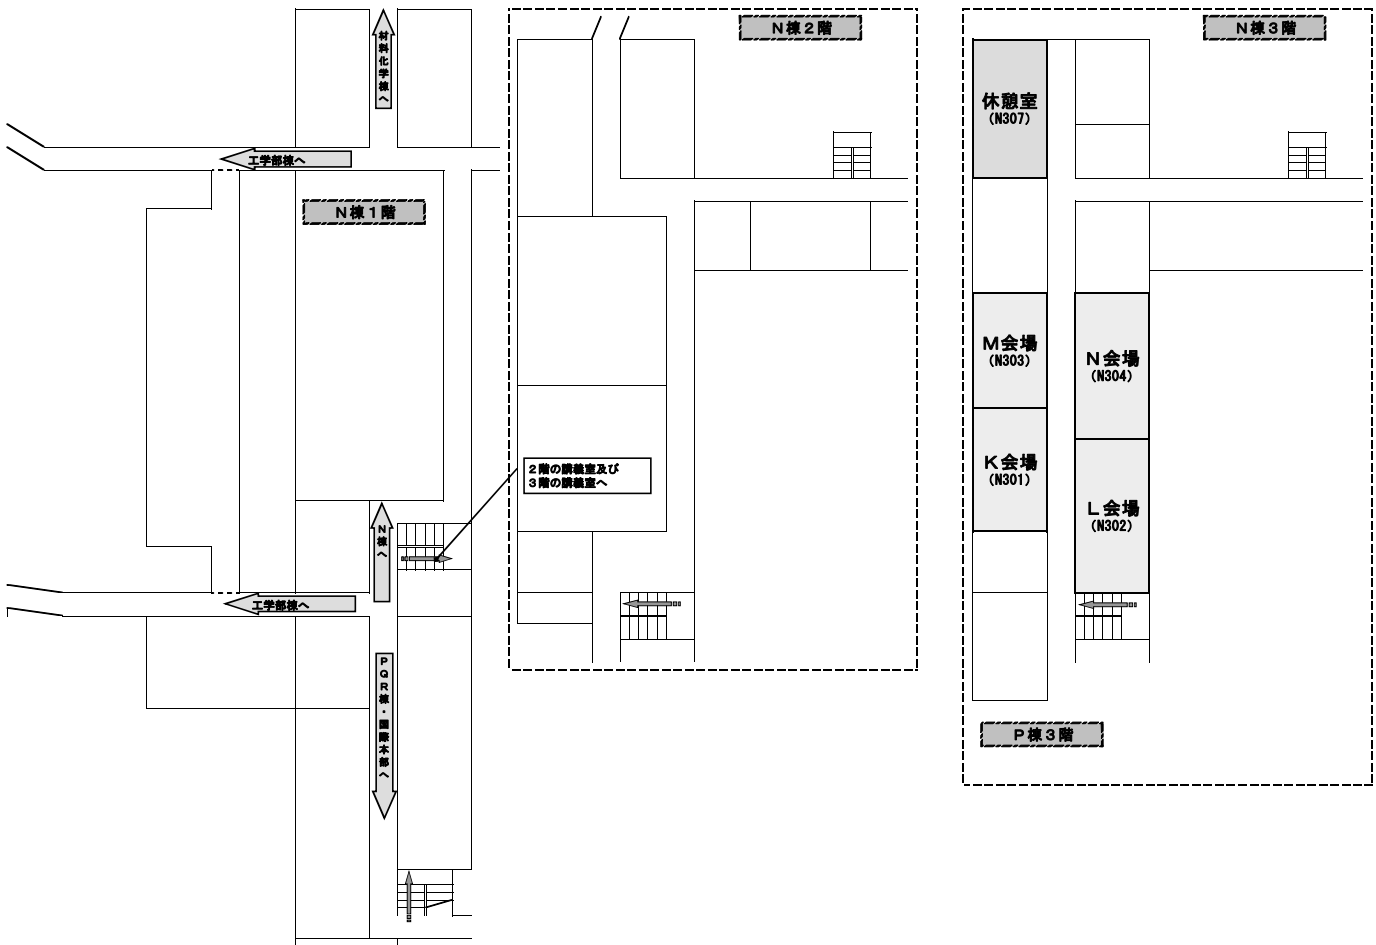 材料化学棟へ
工学部棟へ
N棟1階
N棟へ
2階の講義室及び
3階の講義室へ
工学部棟へ
PQR棟・国際本部へ
N棟2階
N棟3階
休憩室
(N307)
M会場
(N303)
N会場
(N304)
K会場
(N301)
L会場
(N302)
P棟3階